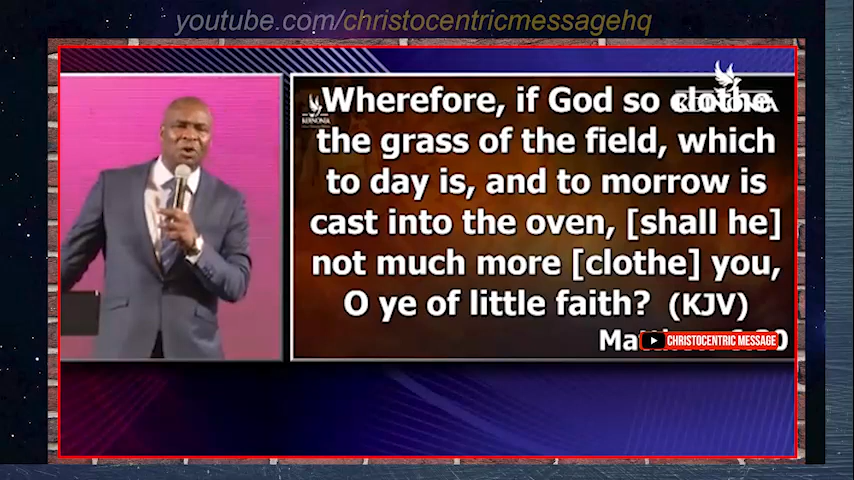 youtube.com/christocentricmessagehq
Wherefore, if God so clothe
KOINONIA
KOINONIA
the grass of the field, which
to day is, and to morrow is
cast into the oven, [shall he]
not much more [clothe] you,
O ye of little faith? (KJV)
CHRISTOCENTRIC MESSAGE